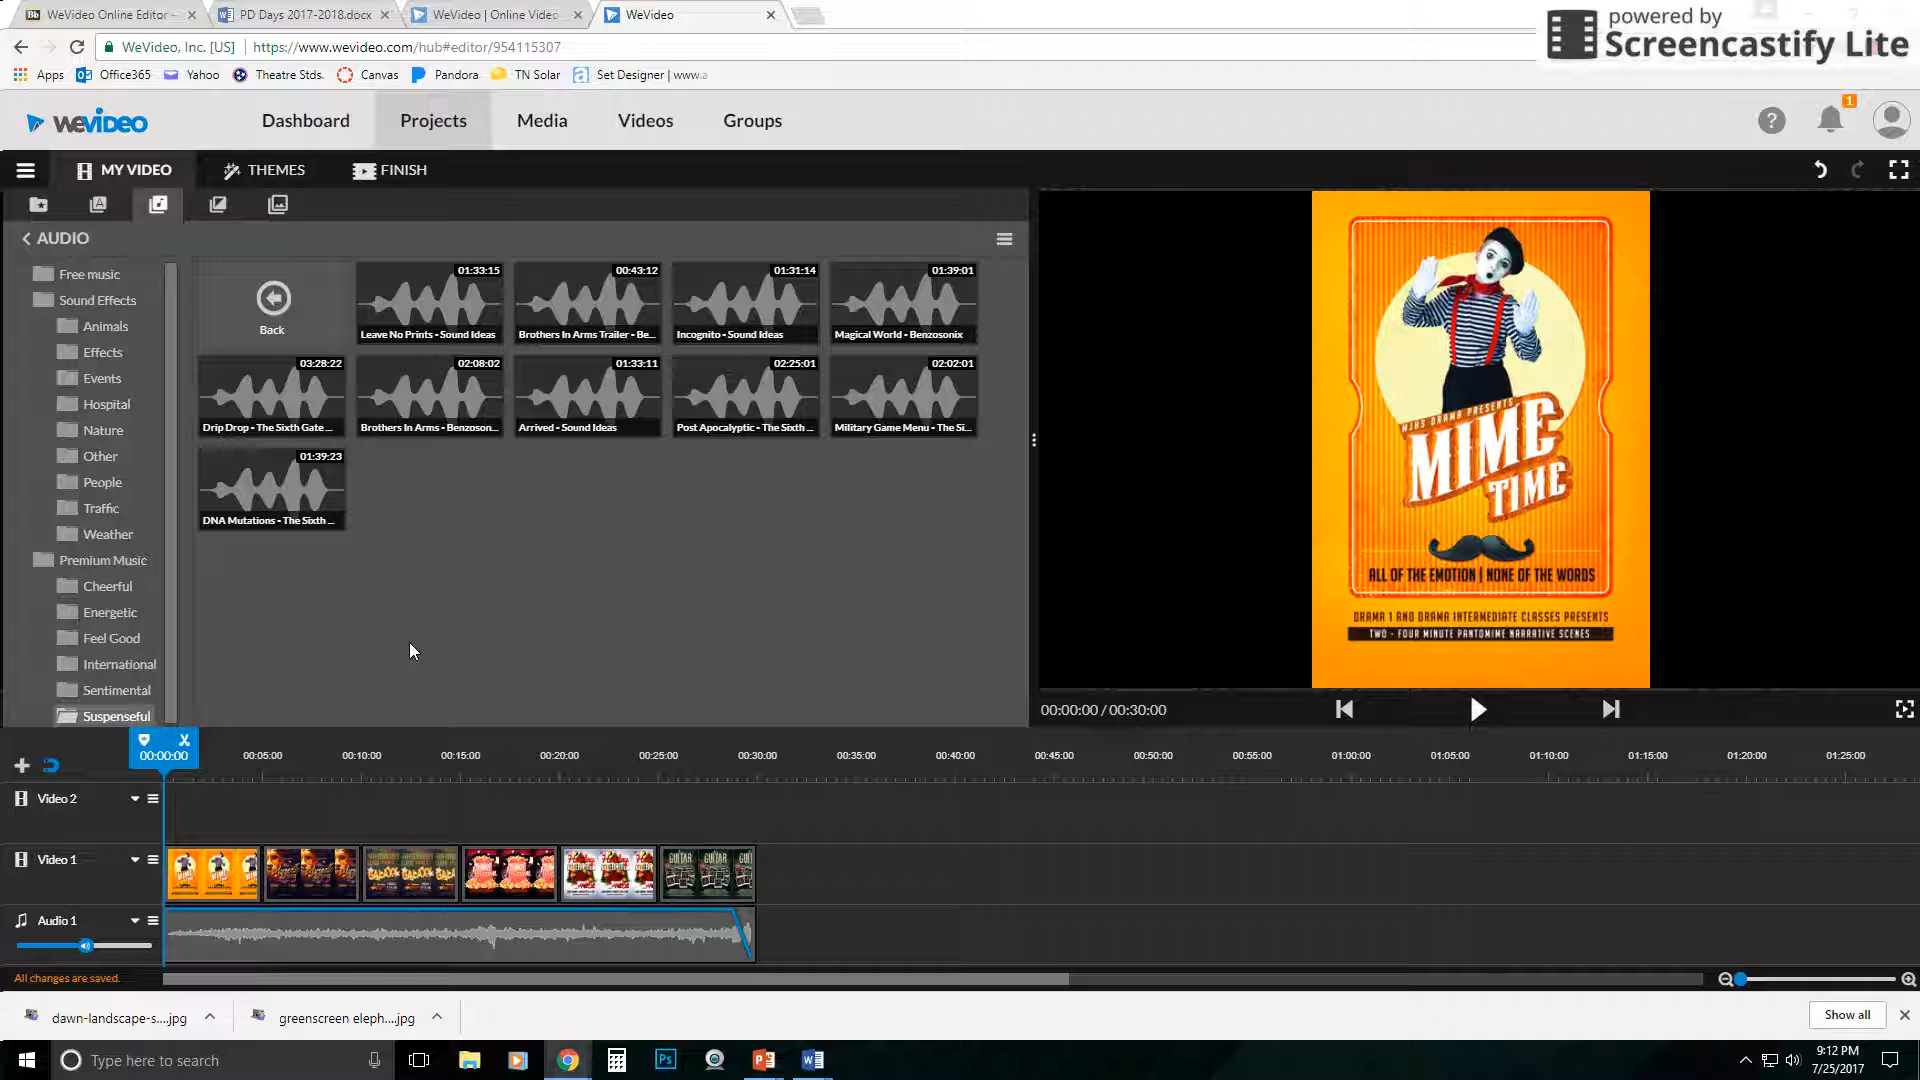 WeVideo Online Editor -
PD Days 2017-2018.docx
WeVideo | Online Video
WeVideo
powered by
Screencastify Lite
WeVideo, Inc. [US]
https://www.wevideo.com/hub#editor/954115307
Apps
Office365
Yahoo
Theatre Stds.
Canvas
Pandora
TN Solar
Set Designer | www.a
WEVIDEO
Dashboard
Projects
Media
Videos
Groups
1
MY VIDEO
THEMES
FINISH
AUDIO
Free music
Sound Effects
Animals
Effects
Events
Hospital
Nature
Other
People
Traffic
Weather
Premium Music
Cheerful
Energetic
Feel Good
International
Sentimental
Suspenseful
Back
01:33:15
Leave No Prints - Sound Ideas
00:43:12
Brothers In Arms Trailer - Be...
01:31:14
Incognito - Sound Ideas
01:39:01
Magical World - Benzosonix
03:28:22
Drip Drop - The Sixth Gate ...
02:08:02
Brothers In Arms - Benzoson...
01:33:11
Arrived - Sound Ideas
02:25:01
Post Apocalyptic - The Sixth ...
02:02:01
Military Game Menu - The Si...
01:39:23
DNA Mutations - The Sixth ...
MJHS DRAMA PRESENTS
MIME
TIME
ALL OF THE EMOTION | NONE OF THE WORDS
DRAMA 1 AND DRAMA INTERMEDIATE CLASSES PRESENTS
TWO - FOUR MINUTE PANTOMIME NARRATIVE SCENES
00:00:00 / 00:30:00
00:00:00
00:05:00
00:10:00
00:15:00
00:20:00
00:25:00
00:30:00
00:35:00
00:40:00
00:45:00
00:50:00
00:55:00
01:00:00
01:05:00
01:10:00
01:15:00
01:20:00
01:25:00
Video 2
Video 1
Audio 1
All changes are saved.
dawn-landscape-s....jpg
greenscreen eleph....jpg
Show all
Type here to search
9:12 PM
7/25/2017